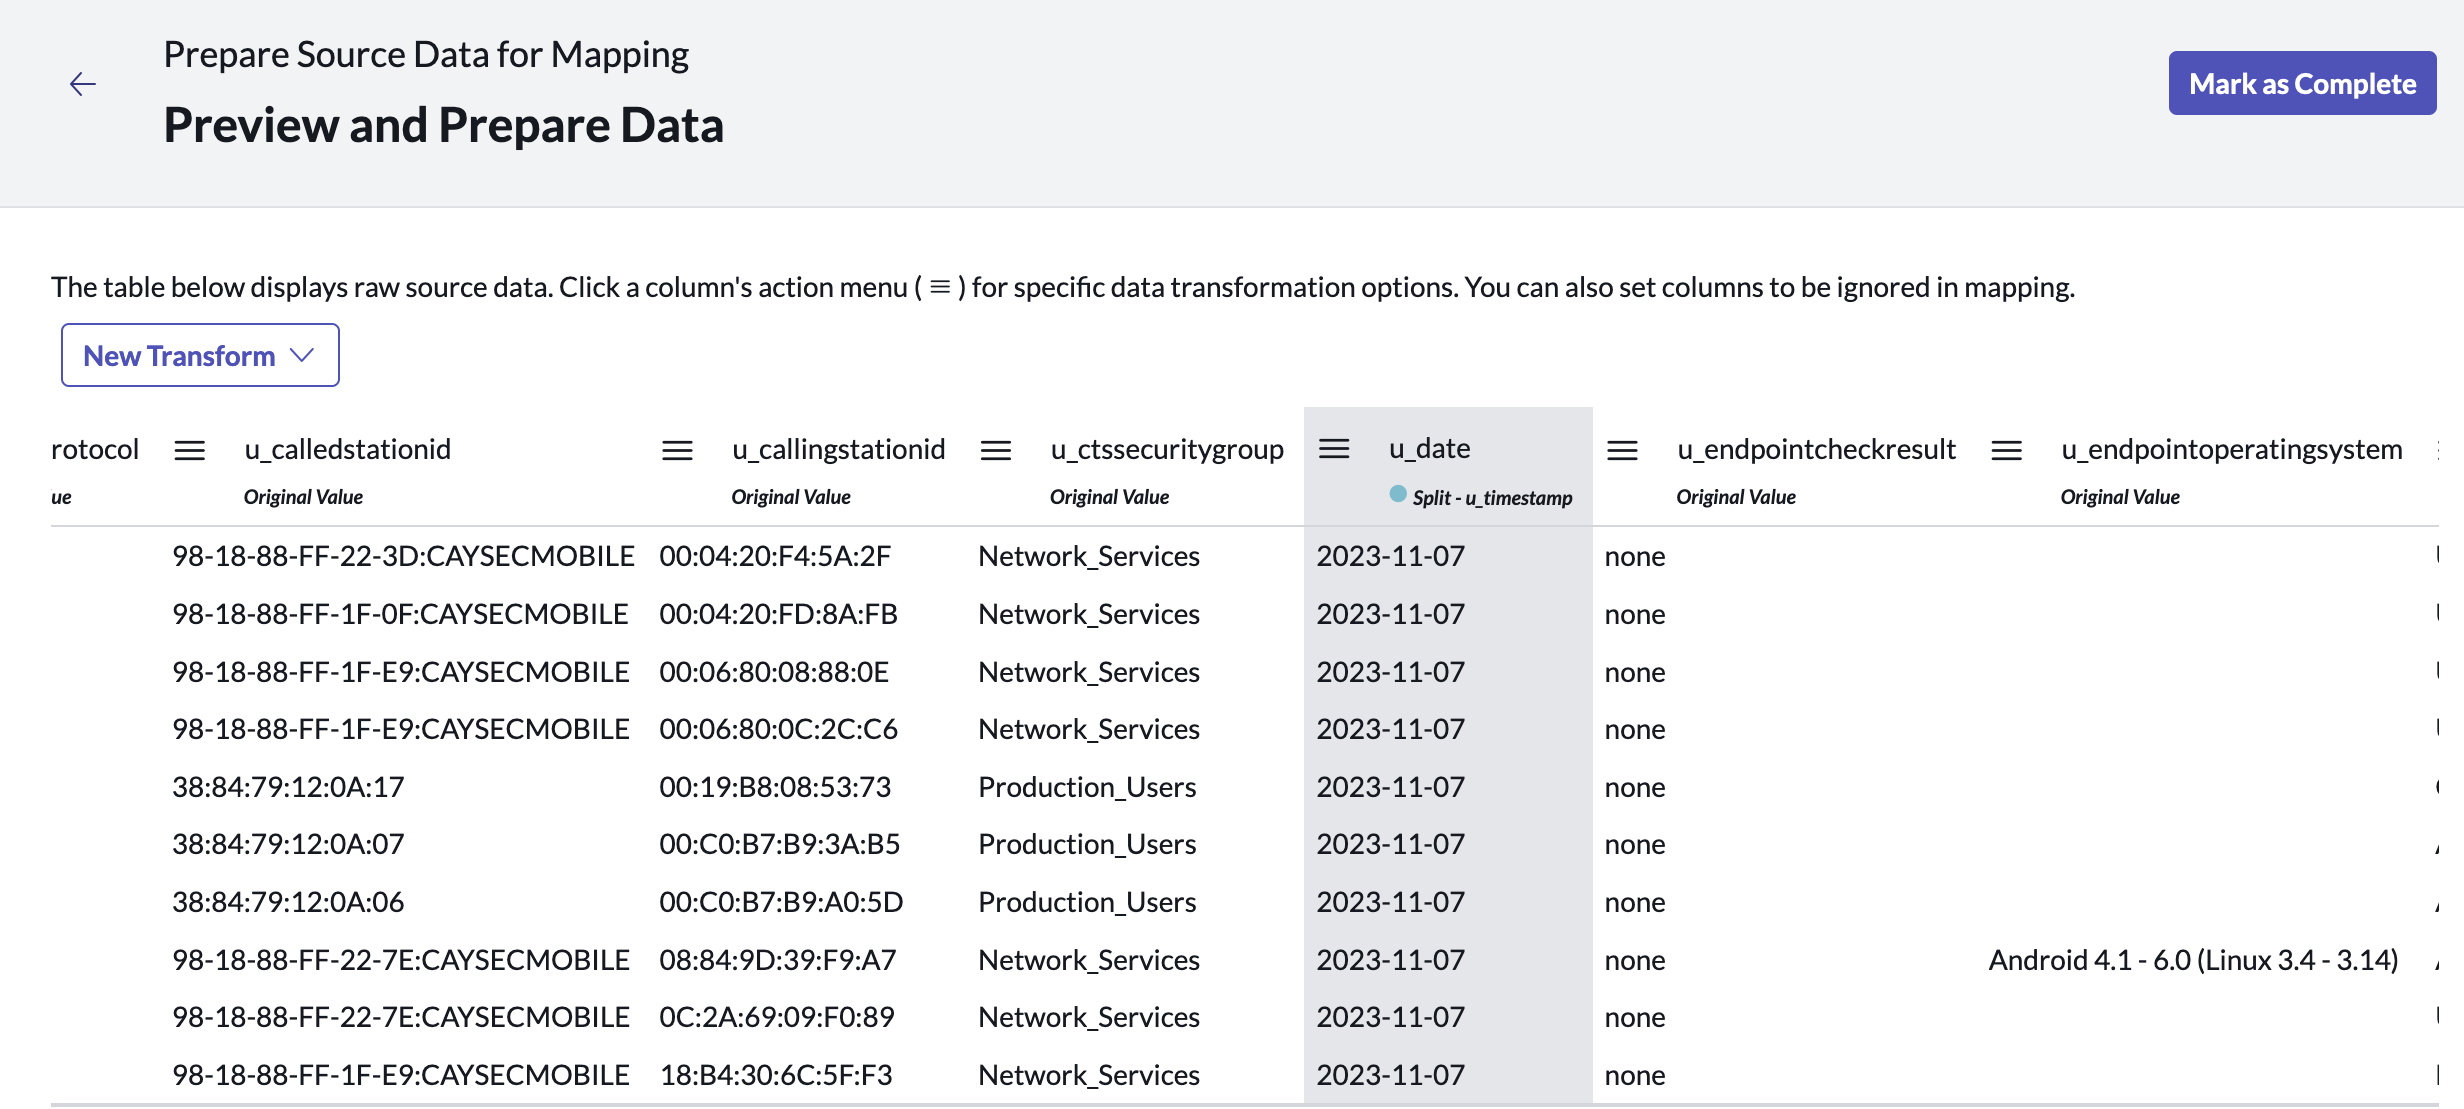 Prepare Source Data for Mapping
Preview and Prepare Data
Mark as Complete
The table below displays raw source data. Click a column's action menu ( ≡ ) for specific data transformation options. You can also set columns to be ignored in mapping.
New Transform
rotocol u_calledstationid u_callingstationid u_ctssecuritygroup u_date u_endpointcheckresult u_endpointoperatingsystem
ue Original Value Original Value Original Value Split - u_timestamp Original Value Original Value
98-18-88-FF-22-3D:CAYSECMOBILE 00:04:20:F4:5A:2F Network_Services 2023-11-07 none
98-18-88-FF-1F-0F:CAYSECMOBILE 00:04:20:FD:8A:FB Network_Services 2023-11-07 none
98-18-88-FF-1F-E9:CAYSECMOBILE 00:06:80:08:88:0E Network_Services 2023-11-07 none
98-18-88-FF-1F-E9:CAYSECMOBILE 00:06:80:0C:2C:C6 Network_Services 2023-11-07 none
38:84:79:12:0A:17 00:19:B8:08:53:73 Production_Users 2023-11-07 none
38:84:79:12:0A:07 00:C0:B7:B9:3A:B5 Production_Users 2023-11-07 none
38:84:79:12:0A:06 00:C0:B7:B9:A0:5D Production_Users 2023-11-07 none
98-18-88-FF-22-7E:CAYSECMOBILE 08:84:9D:39:F9:A7 Network_Services 2023-11-07 none Android 4.1 - 6.0 (Linux 3.4 - 3.14)
98-18-88-FF-22-7E:CAYSECMOBILE 0C:2A:69:09:F0:89 Network_Services 2023-11-07 none
98-18-88-FF-1F-E9:CAYSECMOBILE 18:B4:30:6C:5F:F3 Network_Services 2023-11-07 none